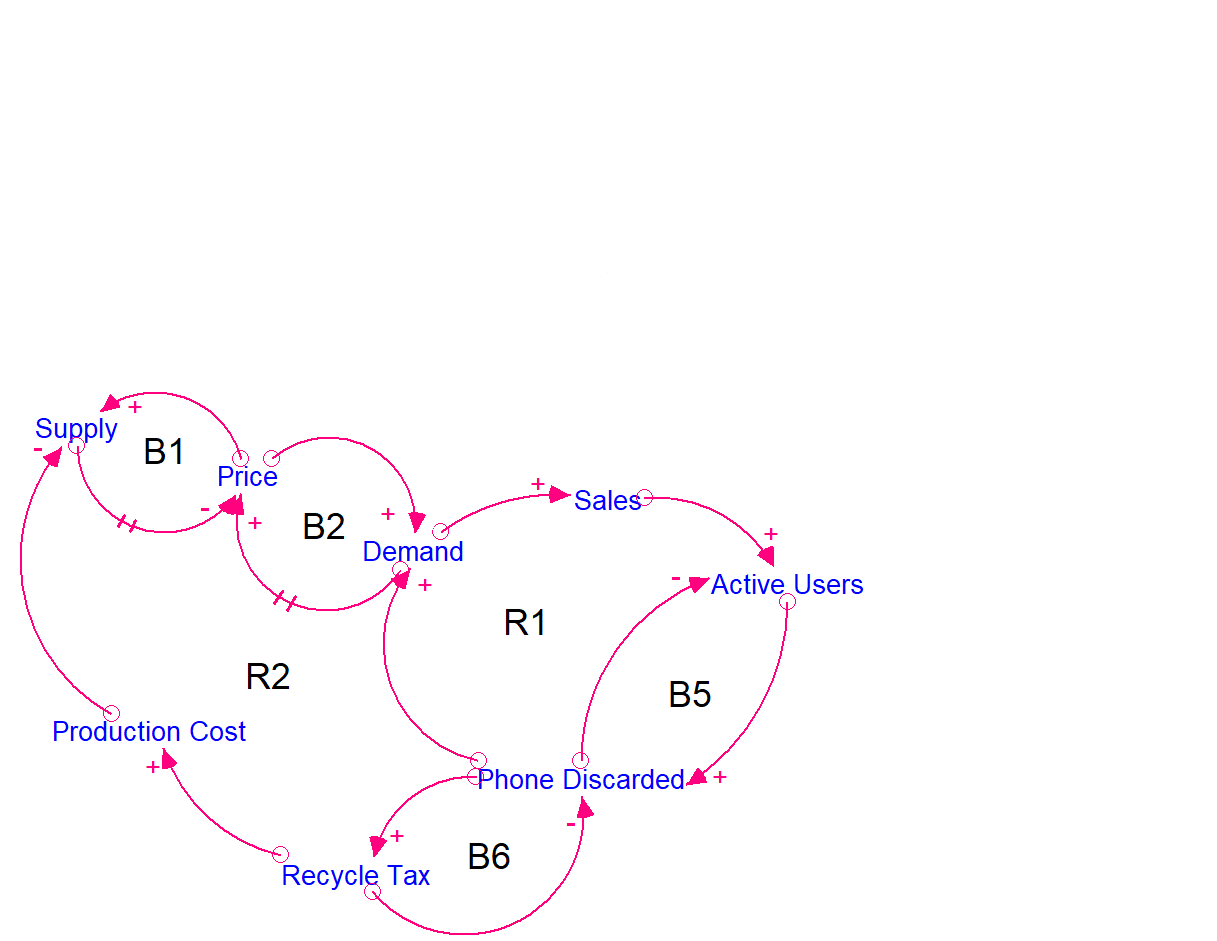 +
Supply
B1
-
Price
+
Sales
-
+
+
B2
+
Demand
-
+
Active Users
+
R1
R2
B5
Production Cost
+
Phone Discarded
+
-
+
B6
Recycle Tax